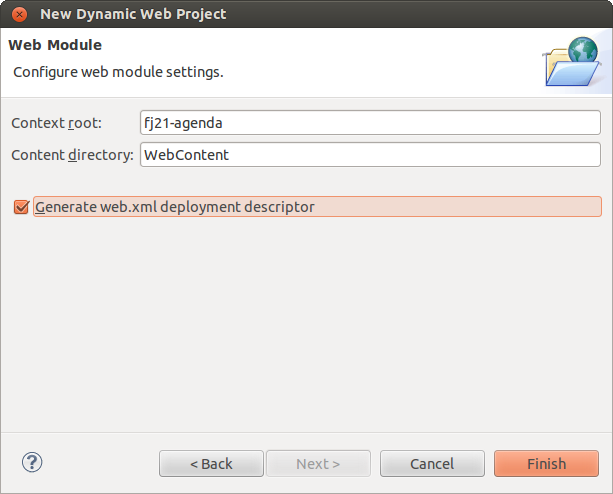 New Dynamic Web Project
Web Module
Configure web module settings.
Context root: fj21-agenda
Content directory: WebContent
Generate web.xml deployment descriptor
? < Back Next > Cancel Finish